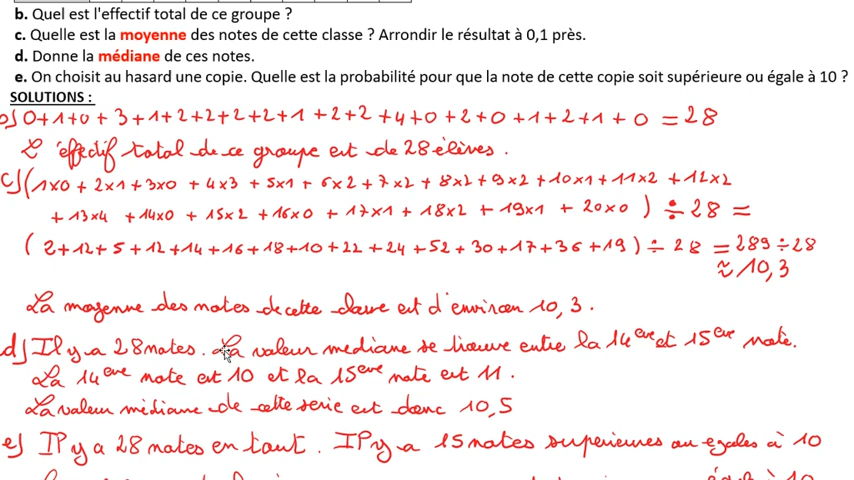 b. Quel est l'effectif total de ce groupe ?
c. Quelle est la moyenne des notes de cette classe ? Arrondir le résultat à 0,1 près.
d. Donne la médiane de ces notes.
e. On choisit au hasard une copie. Quelle est la probabilité pour que la note de cette copie soit supérieure ou égale à 10 ?
SOLUTIONS :
b) 0+1+0+3+1+2+2+2+2+1+2+2+4+0+2+0+1+2+1+0 = 28
L'effectif total de ce groupe est de 28 élèves.
c) (1×0 + 2×1 + 3×0 + 4×3 + 5×1 + 6×2 + 7×2 + 8×2 + 9×2 + 10×1 + 11×2 + 12×2
+ 13×4 + 14×0 + 15×2 + 16×0 + 17×1 + 18×2 + 19×1 + 20×0) ÷ 28 =
(2+12+5+12+14+16+18+10+22+24+52+30+17+36+19) ÷ 28 = 289 ÷ 28
≈ 10,3
La moyenne des notes de cette classe est d'environ 10,3.
d) Il y a 28 notes. La valeur médiane se trouve entre la 14eme et 15eme note.
La 14eme note est 10 et la 15eme note est 11.
La valeur médiane de cette serie est donc 10,5
e) Il y a 28 notes en tout. Il y a 15 notes superieures ou egales à 10